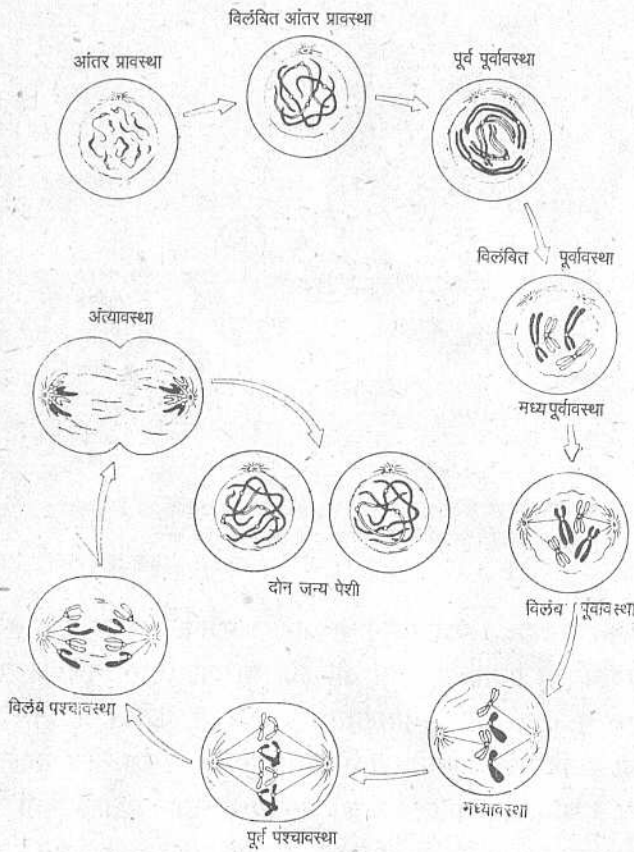 विलंबित आंतर प्रावस्था
आंतर प्रावस्था
पूर्व पूर्वावस्था
विलंबित पूर्वावस्था
मध्य पूर्वावस्था
विलंब पूर्वावस्था
मध्यावस्था
पूर्व पश्चावस्था
विलंब पश्चावस्था
अंत्यावस्था
दोन जन्य पेशी